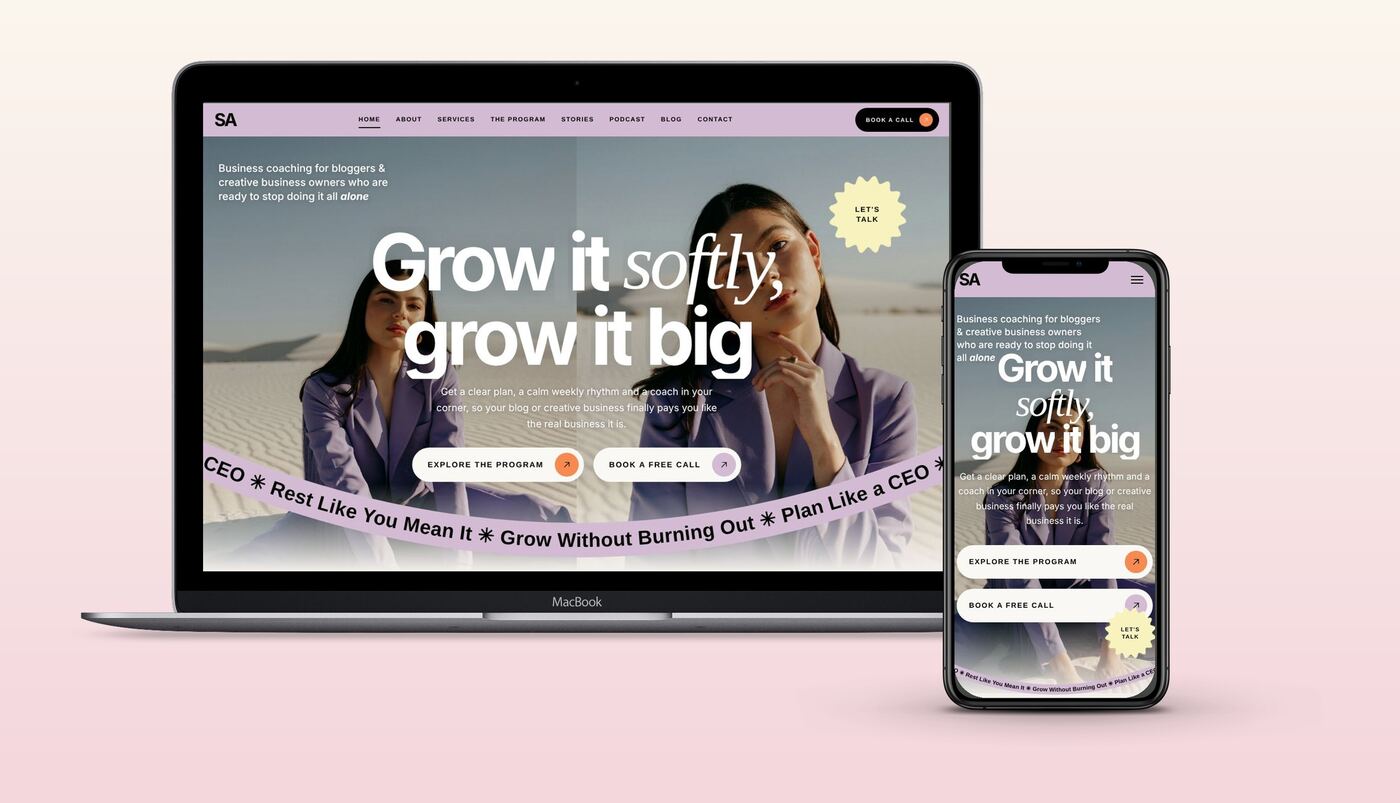 SA
HOME ABOUT SERVICES THE PROGRAM STORIES PODCAST BLOG CONTACT
BOOK A CALL
Business coaching for bloggers &
creative business owners who are
ready to stop doing it all alone
LET'S
TALK
Grow it softly,
grow it big
Get a clear plan, a calm weekly rhythm and a coach in your
corner, so your blog or creative business finally pays you like
the real business it is.
EXPLORE THE PROGRAM
BOOK A FREE CALL
CEO ✳ Rest Like You Mean It ✳ Grow Without Burning Out ✳ Plan Like a CEO ✳
MacBook
SA
Business coaching for bloggers
& creative business owners
who are ready to stop doing it
all alone
Grow it
softly,
grow it big
Get a clear plan, a calm weekly rhythm and a
coach in your corner, so your blog or creative
business finally pays you like the real
business it is.
EXPLORE THE PROGRAM
BOOK A FREE CALL
LET'S
TALK
O ✳ Rest Like You Mean It ✳ Grow Without Burning Out ✳ Plan Like a CEO